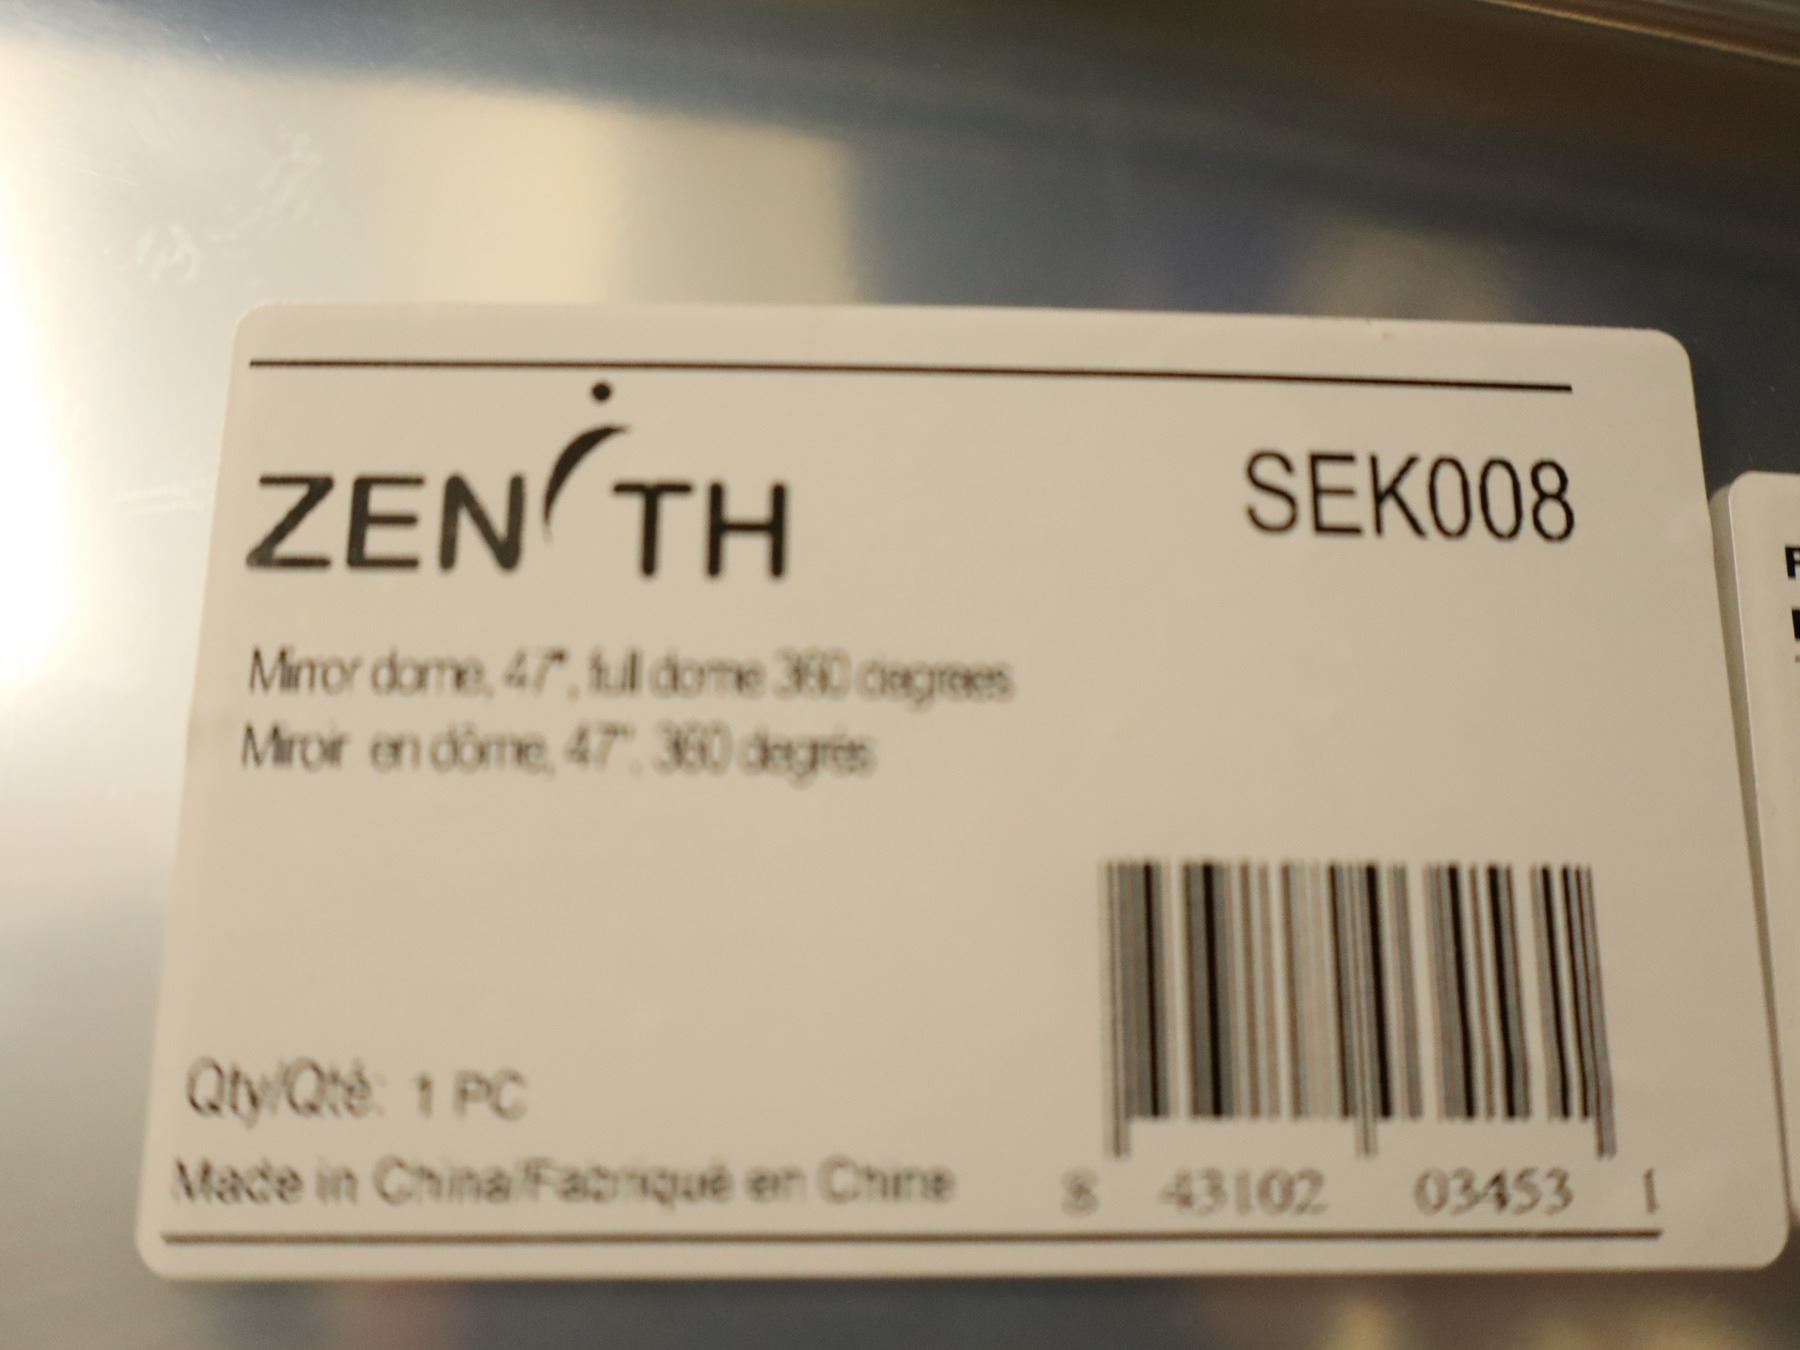 ZENiTH
SEK008
Mirror dome, 47", full dome 360 degrees
Miroir en dôme, 47", 360 degrés
Qty/Qté: 1 PC
Made in China/Fabriqué en Chine
8 43102 03453 1